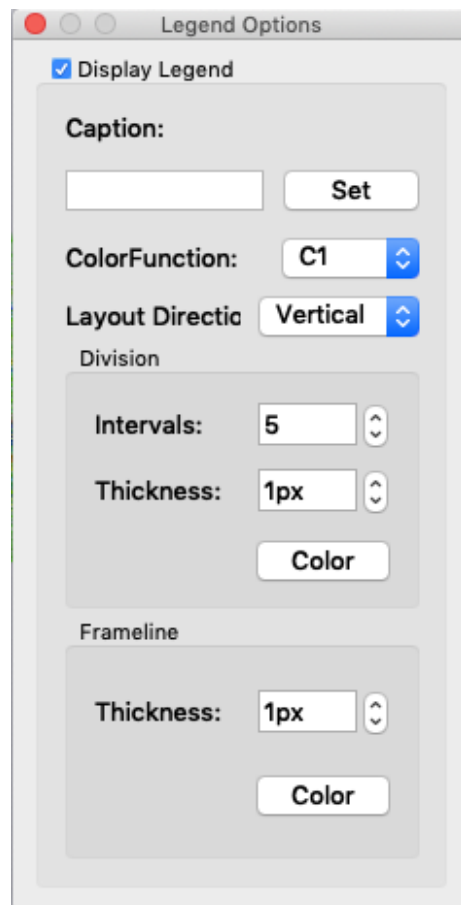 Legend Options
Display Legend
Caption:
Set
ColorFunction: C1
Layout Directio Vertical
Division
Intervals: 5
Thickness: 1px
Color
Frameline
Thickness: 1px
Color